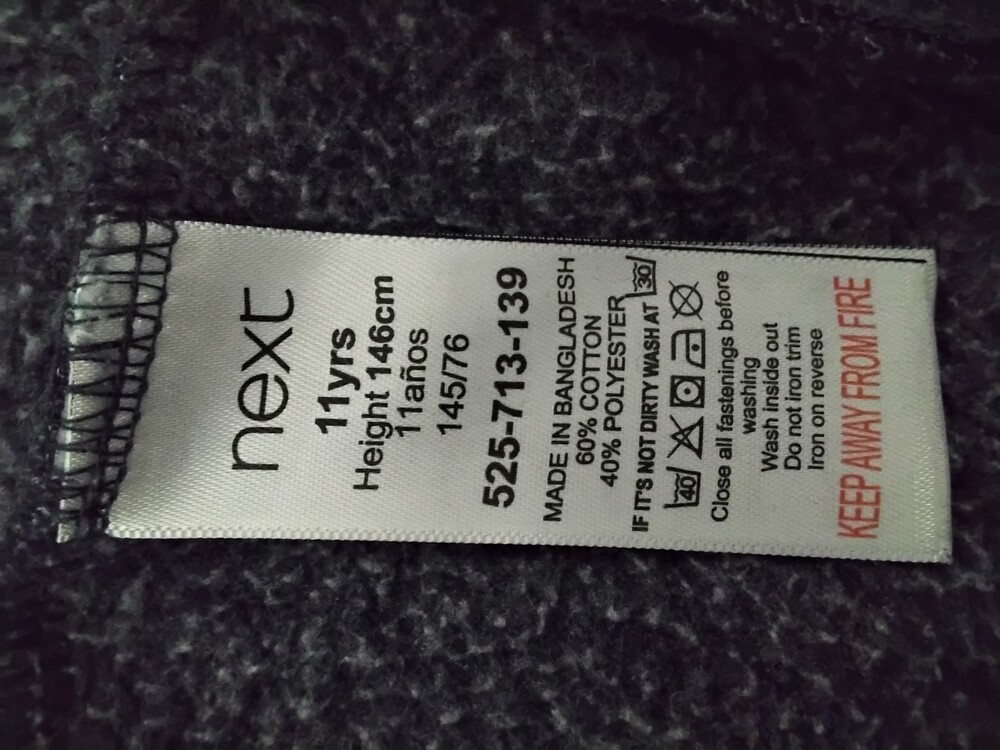 next
11yrs
Height 146cm
11años
145/76
525-713-139
MADE IN BANGLADESH
60% COTTON
40% POLYESTER
IF IT'S NOT DIRTY WASH AT 30
40
Close all fastenings before
washing
Wash inside out
Do not iron trim
Iron on reverse
KEEP AWAY FROM FIRE